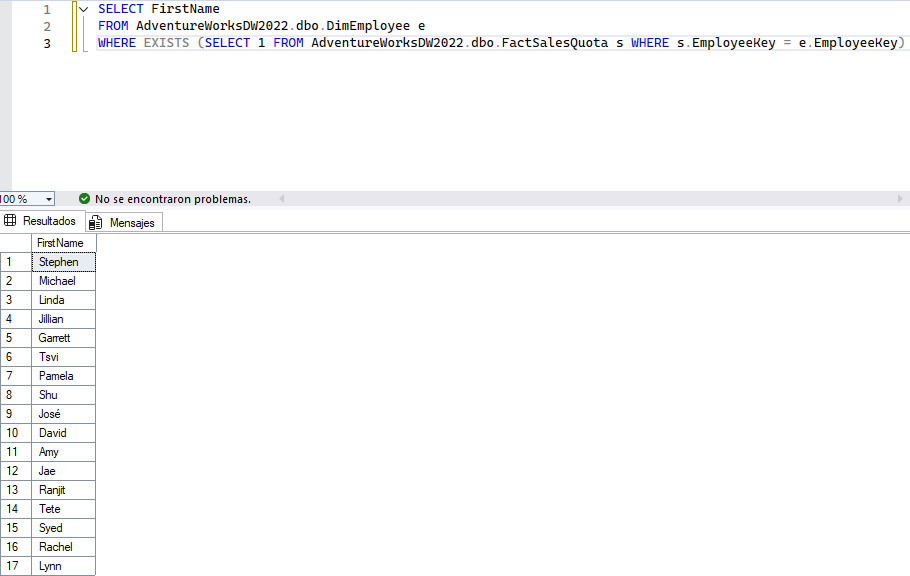 1 SELECT FirstName
2 FROM AdventureWorksDW2022.dbo.DimEmployee e
3 WHERE EXISTS (SELECT 1 FROM AdventureWorksDW2022.dbo.FactSalesQuota s WHERE s.EmployeeKey = e.EmployeeKey)
100 % No se encontraron problemas.
Resultados Mensajes
FirstName
1 Stephen
2 Michael
3 Linda
4 Jillian
5 Garrett
6 Tsvi
7 Pamela
8 Shu
9 José
10 David
11 Amy
12 Jae
13 Ranjit
14 Tete
15 Syed
16 Rachel
17 Lynn